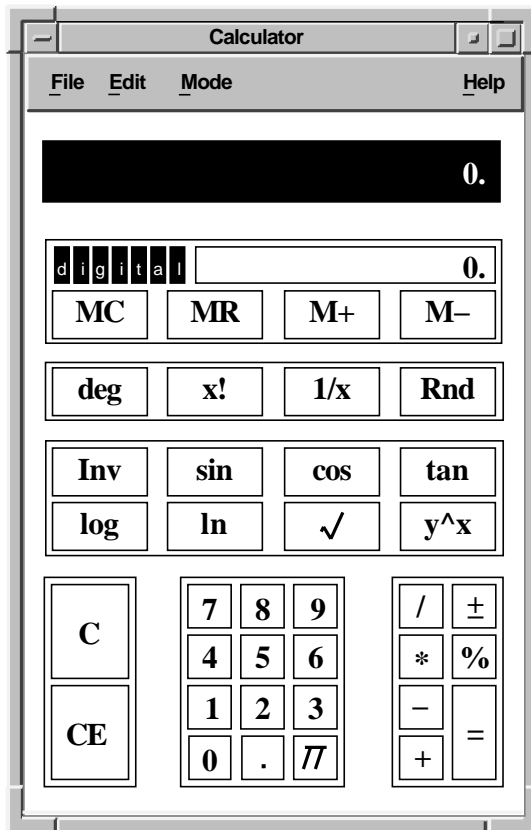 Calculator
File Edit Mode Help
0.
digital 0.
MC MR M+ M−
deg x! 1/x Rnd
Inv sin cos tan
log ln √ y^x
C 7 8 9 / ±
4 5 6 * %
CE 1 2 3 − =
0 . π +